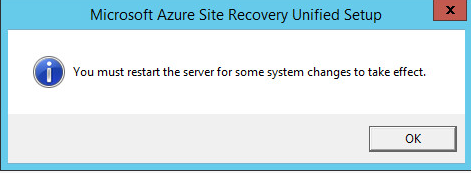 Microsoft Azure Site Recovery Unified Setup
x
You must restart the server for some system changes to take effect.
OK